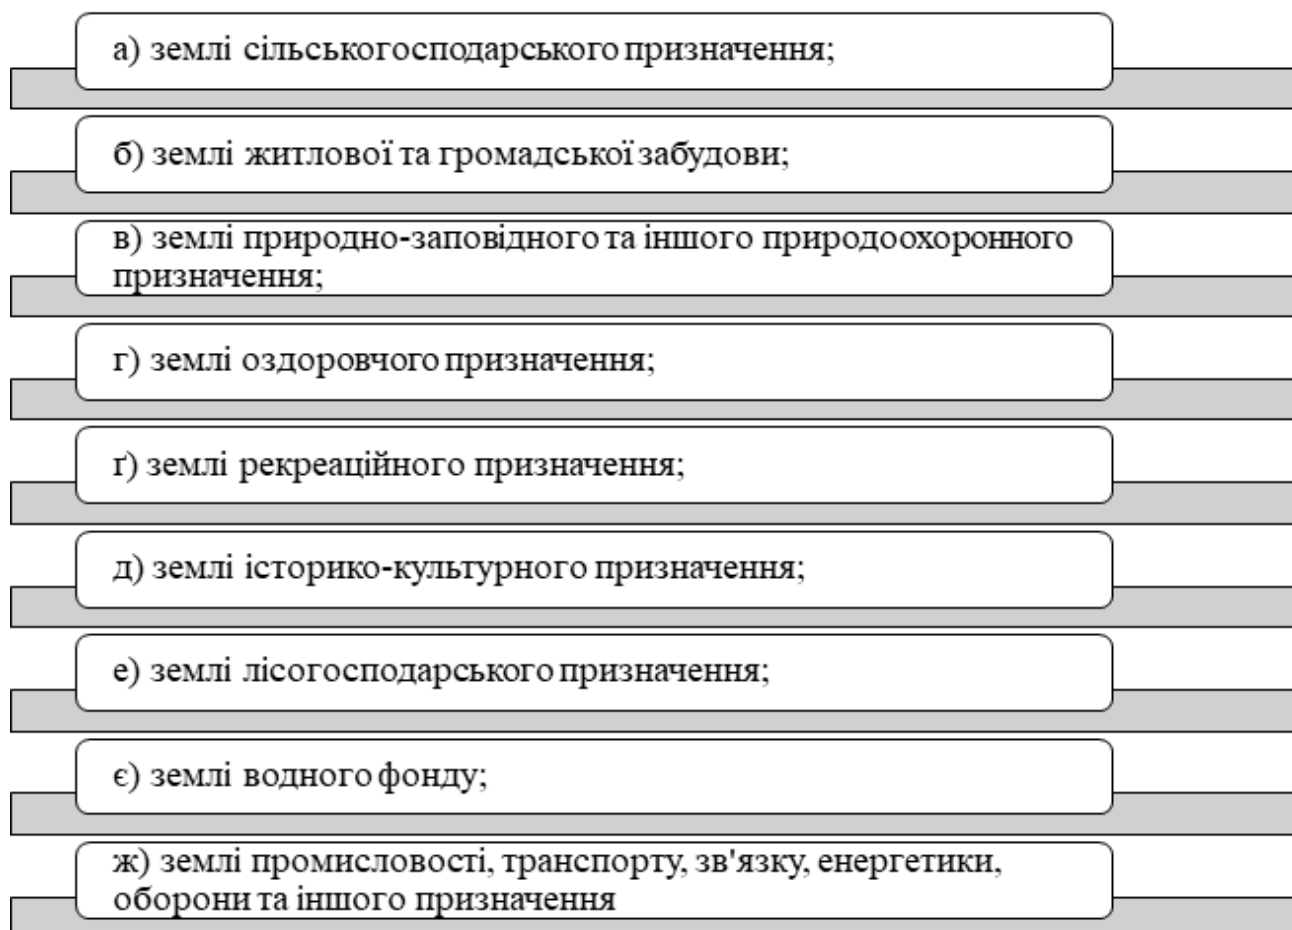 а) землі сільськогосподарського призначення;
б) землі житлової та громадської забудови;
в) землі природно-заповідного та іншого природоохоронного
призначення;
г) землі оздоровчого призначення;
ґ) землі рекреаційного призначення;
д) землі історико-культурного призначення;
е) землі лісогосподарського призначення;
є) землі водного фонду;
ж) землі промисловості, транспорту, зв'язку, енергетики,
оборони та іншого призначення